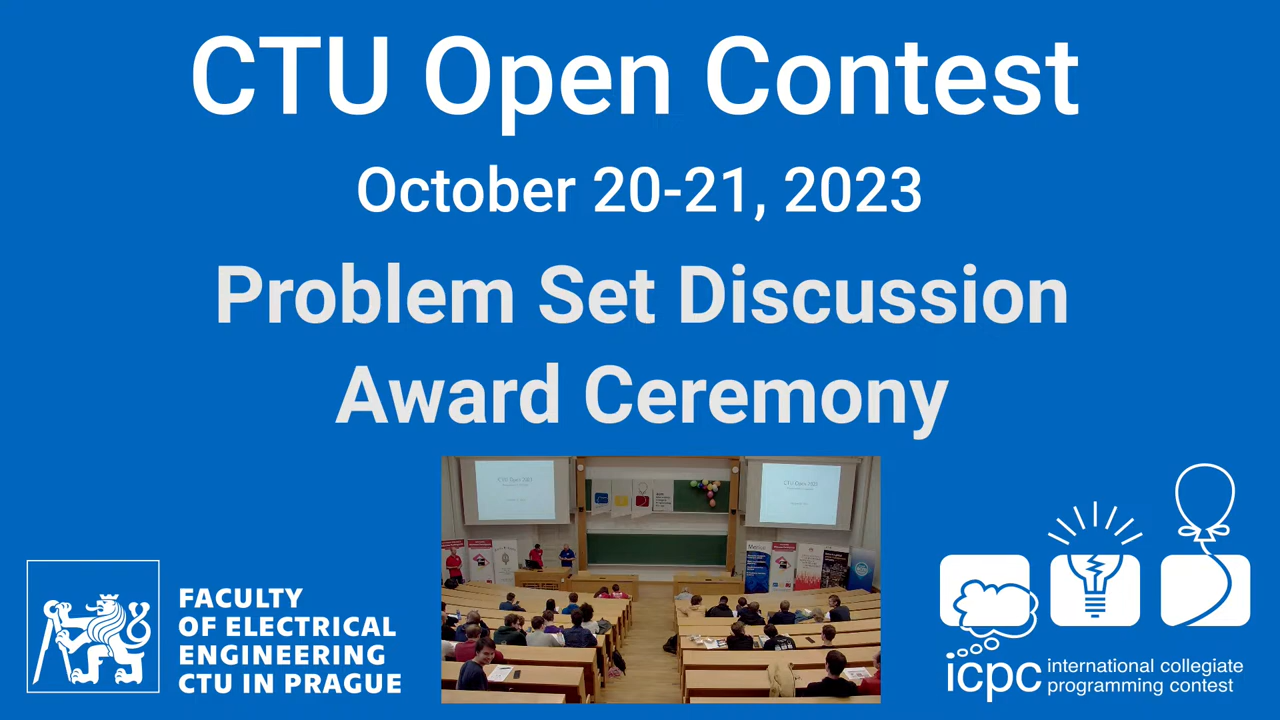 CTU Open Contest
October 20-21, 2023
Problem Set Discussion
Award Ceremony
FACULTY
OF ELECTRICAL
ENGINEERING
CTU IN PRAGUE
icpc international collegiate
programming contest